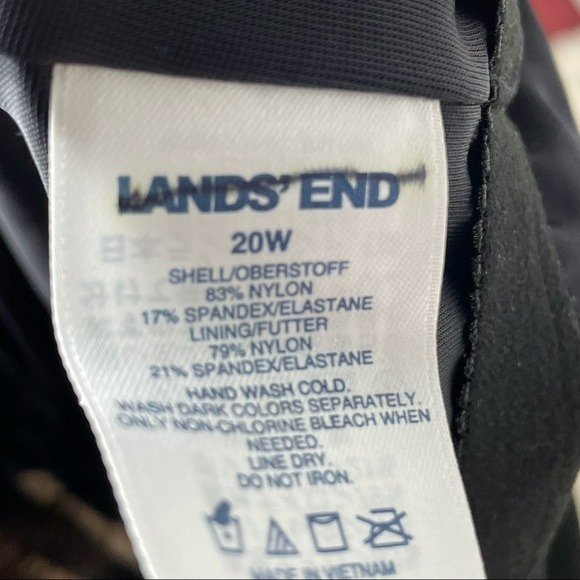 LANDS' END
20W
SHELL/OBERSTOFF
83% NYLON
17% SPANDEX/ELASTANE
LINING/FUTTER
79% NYLON
21% SPANDEX/ELASTANE
HAND WASH COLD.
WASH DARK COLORS SEPARATELY.
ONLY NON-CHLORINE BLEACH WHEN
NEEDED.
LINE DRY.
DO NOT IRON.
MADE IN VIETNAM